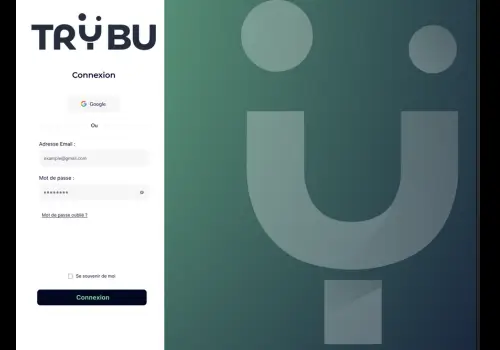 TRŸBU
Connexion
Google
Ou
Adresse Email :
example@gmail.com
Mot de passe :
********
Mot de passe oublié ?
Se souvenir de moi
Connexion